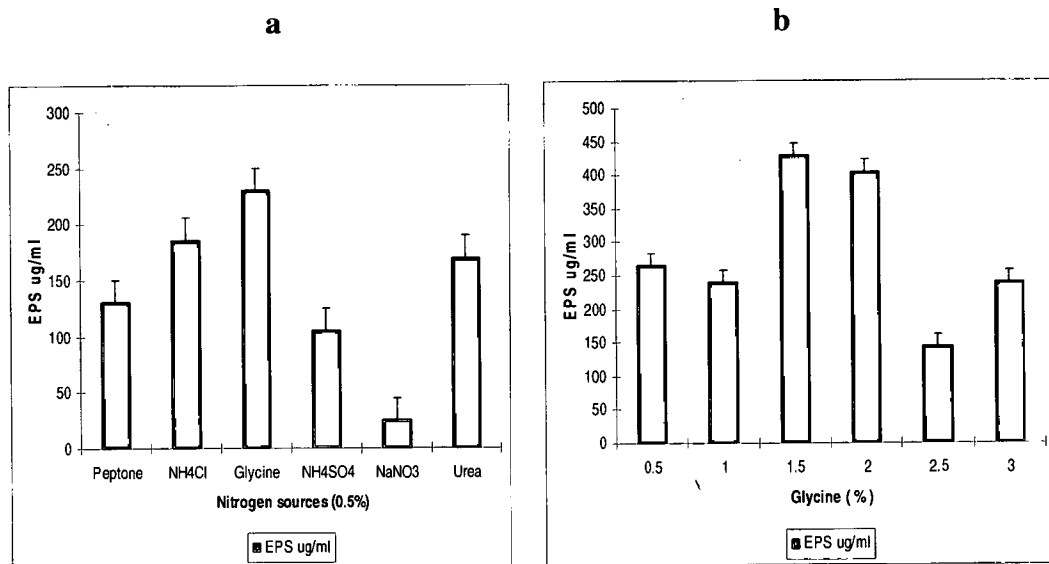 a
b
300
250
200
150
100
50
0
EPS ug/ml
Peptone NH4Cl Glycine NH4SO4 NaNO3 Urea
Nitrogen sources (0.5%)
EPS ug/ml
500
450
400
350
300
250
200
150
100
50
0
EPS ug/ml
0.5 1 1.5 2 2.5 3
Glycine (%)
EPS ug/ml